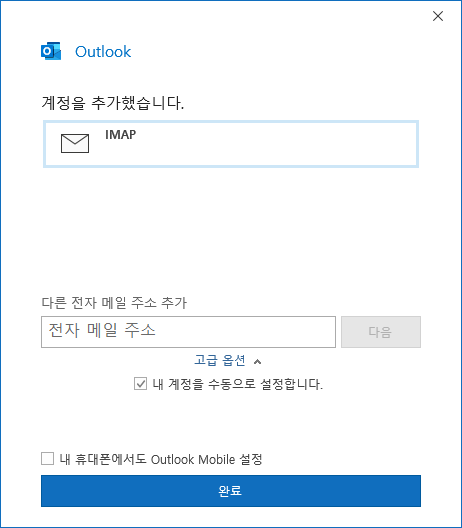 Outlook
계정을 추가했습니다.
IMAP
다른 전자 메일 주소 추가
전자 메일 주소
다음
고급 옵션
내 계정을 수동으로 설정합니다.
내 휴대폰에서도 Outlook Mobile 설정
완료